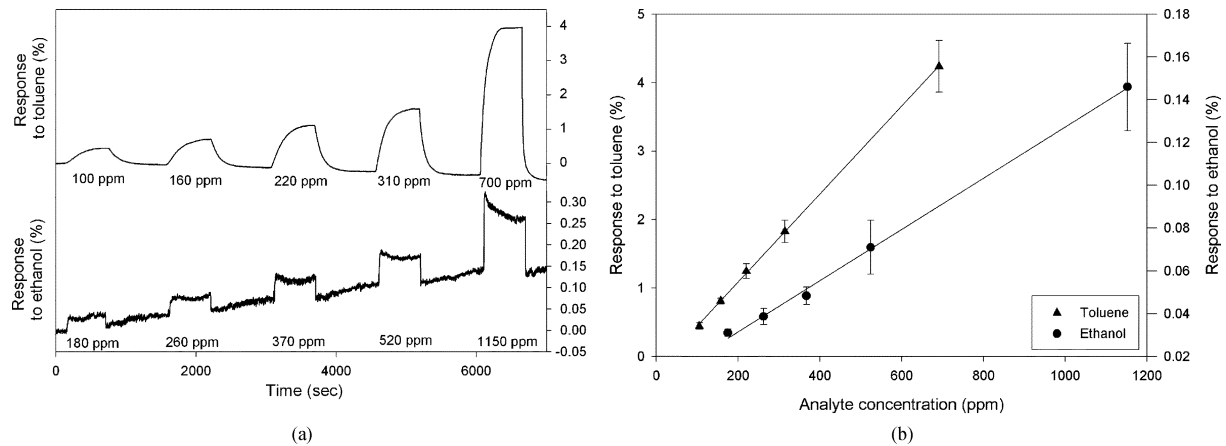 Response
to toluene (%)
4
3
2
1
0
100 ppm
160 ppm
220 ppm
310 ppm
700 ppm
Response
to ethanol (%)
0.30
0.25
0.20
0.15
0.10
0.05
0.00
-0.05
180 ppm
260 ppm
370 ppm
520 ppm
1150 ppm
0
2000
4000
6000
Time (sec)
(a)
Response to toluene (%)
5
4
3
2
1
0
0.18
0.16
0.14
0.12
0.10
0.08
0.06
0.04
0.02
Response to ethanol (%)
Toluene
Ethanol
0
200
400
600
800
1000
1200
Analyte concentration (ppm)
(b)